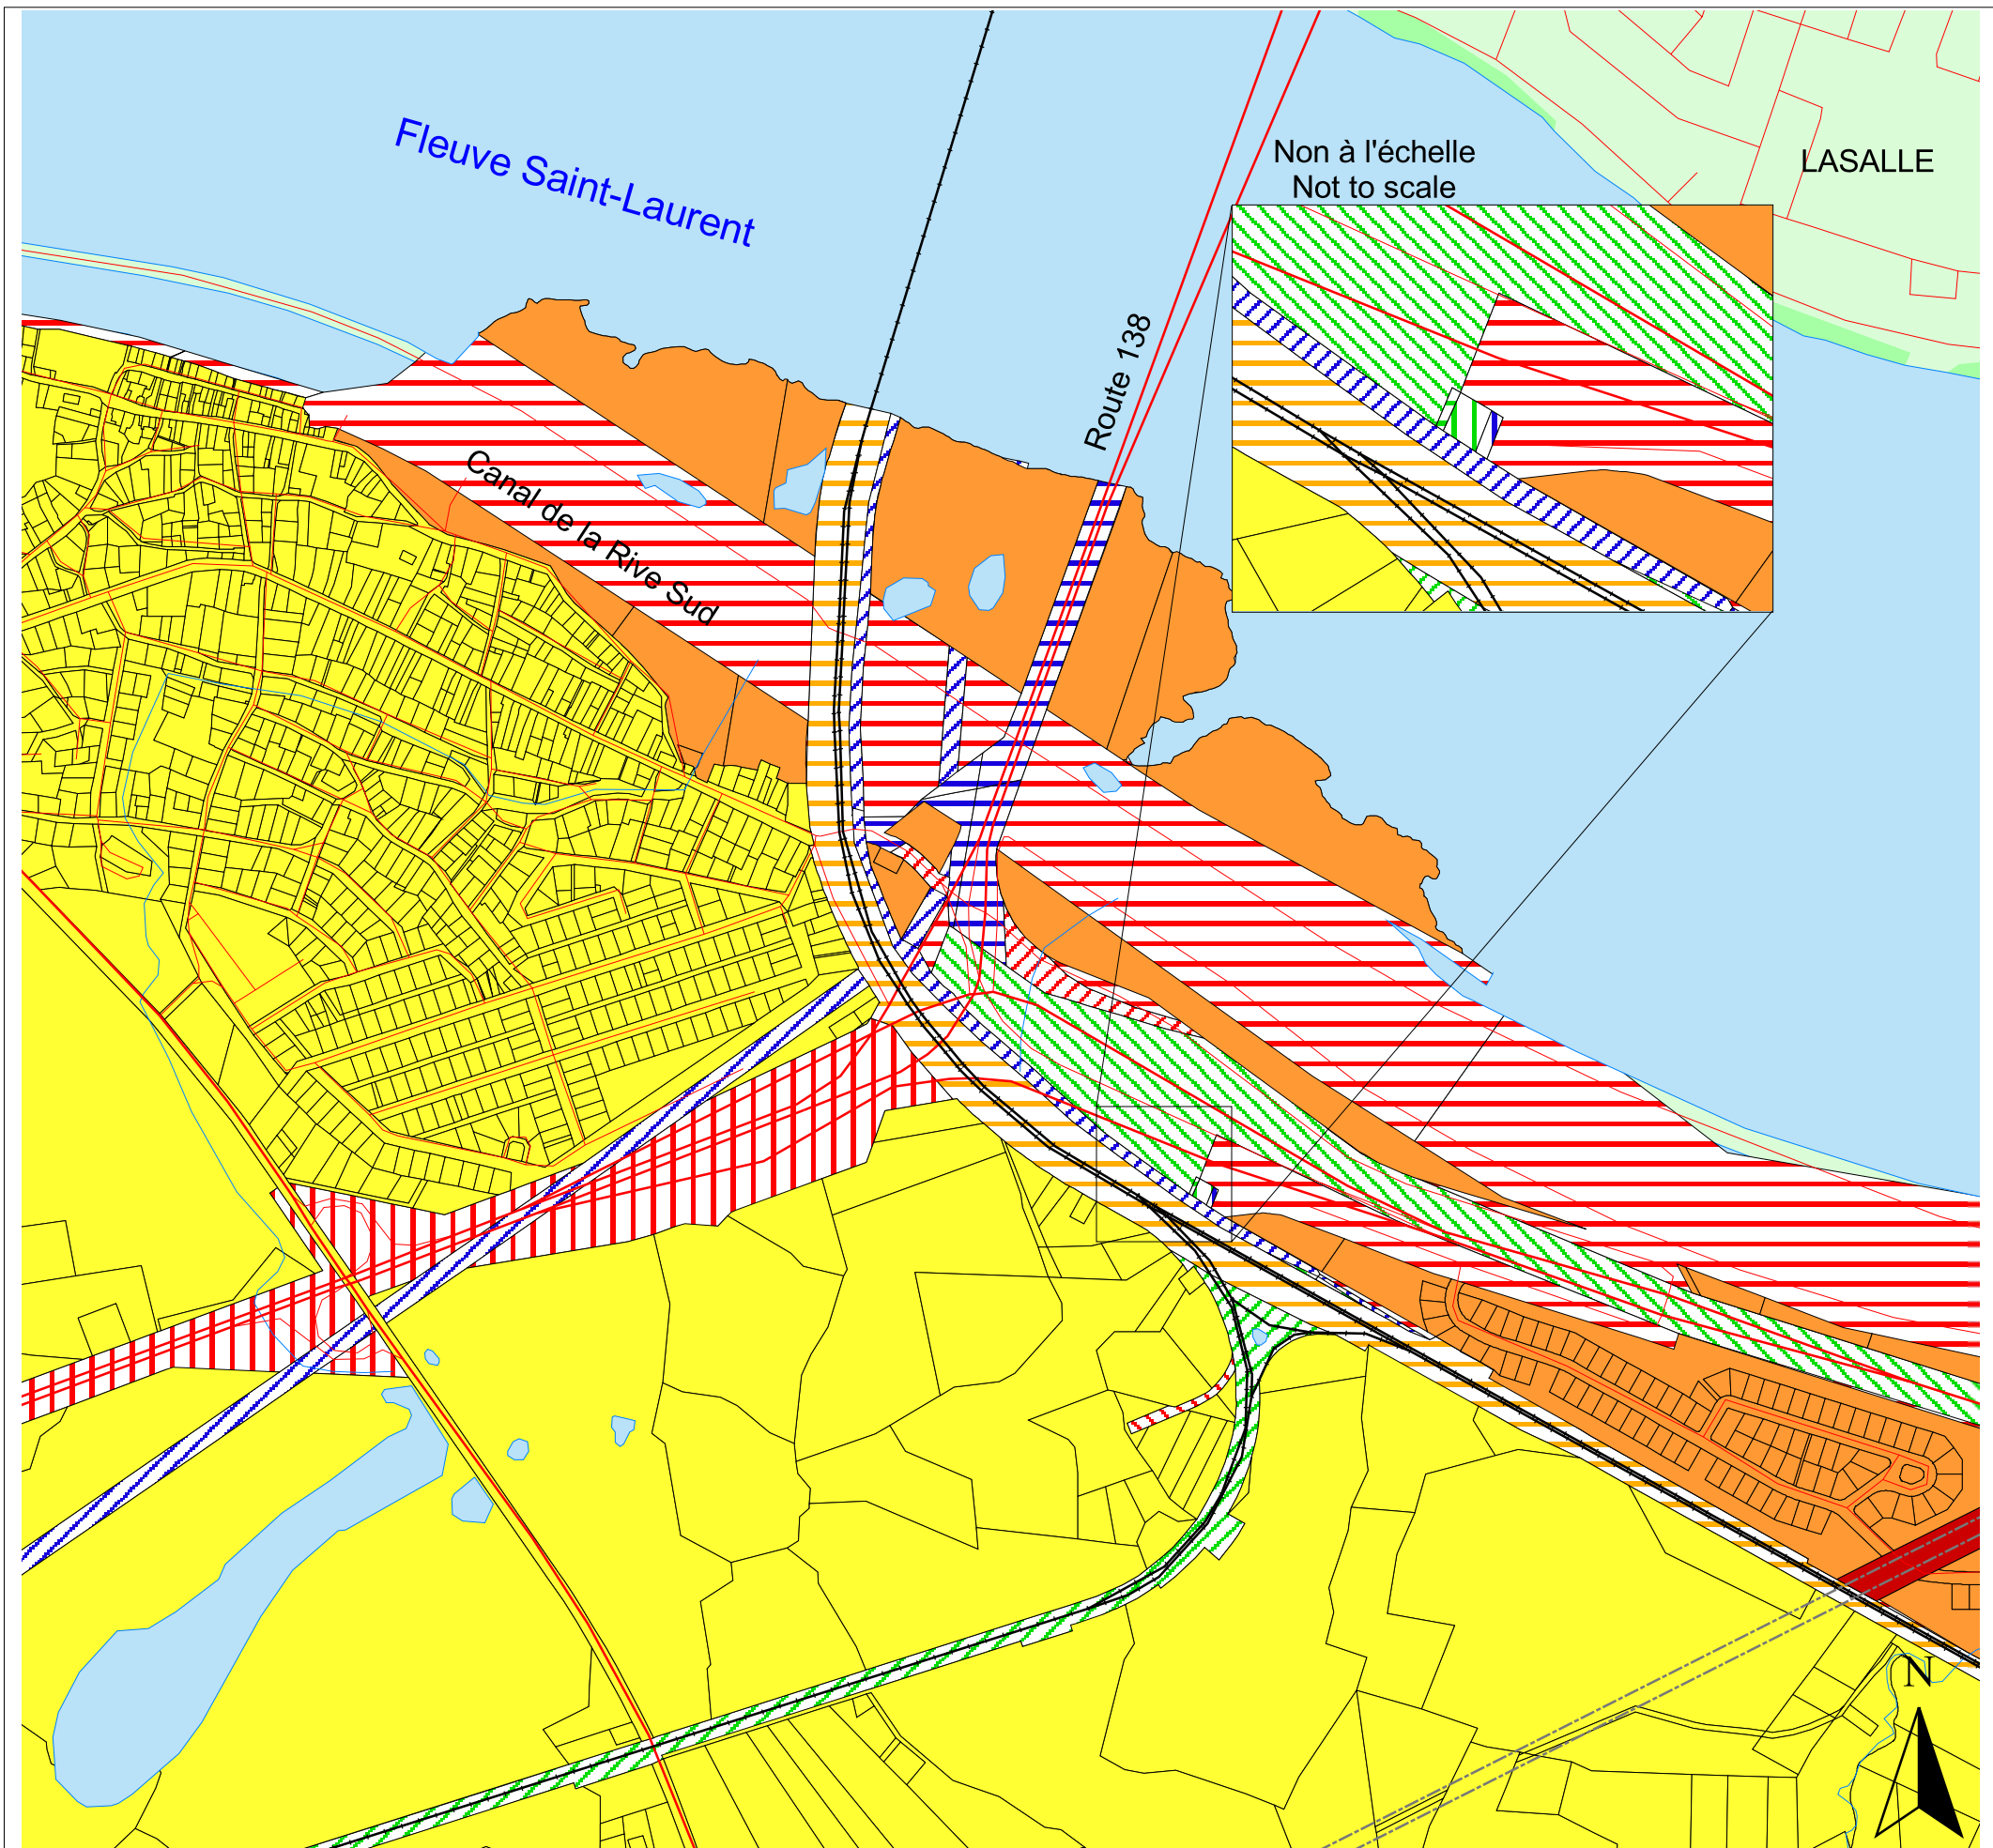 Fleuve Saint-Laurent
Non à l'échelle
Not to scale
LASALLE
Route 138
Canal de la Rive Sud
N